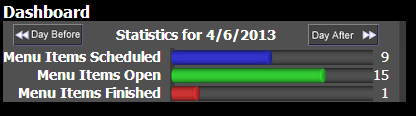 Dashboard
Day Before Statistics for 4/6/2013 Day After
Menu Items Scheduled 9
Menu Items Open 15
Menu Items Finished 1